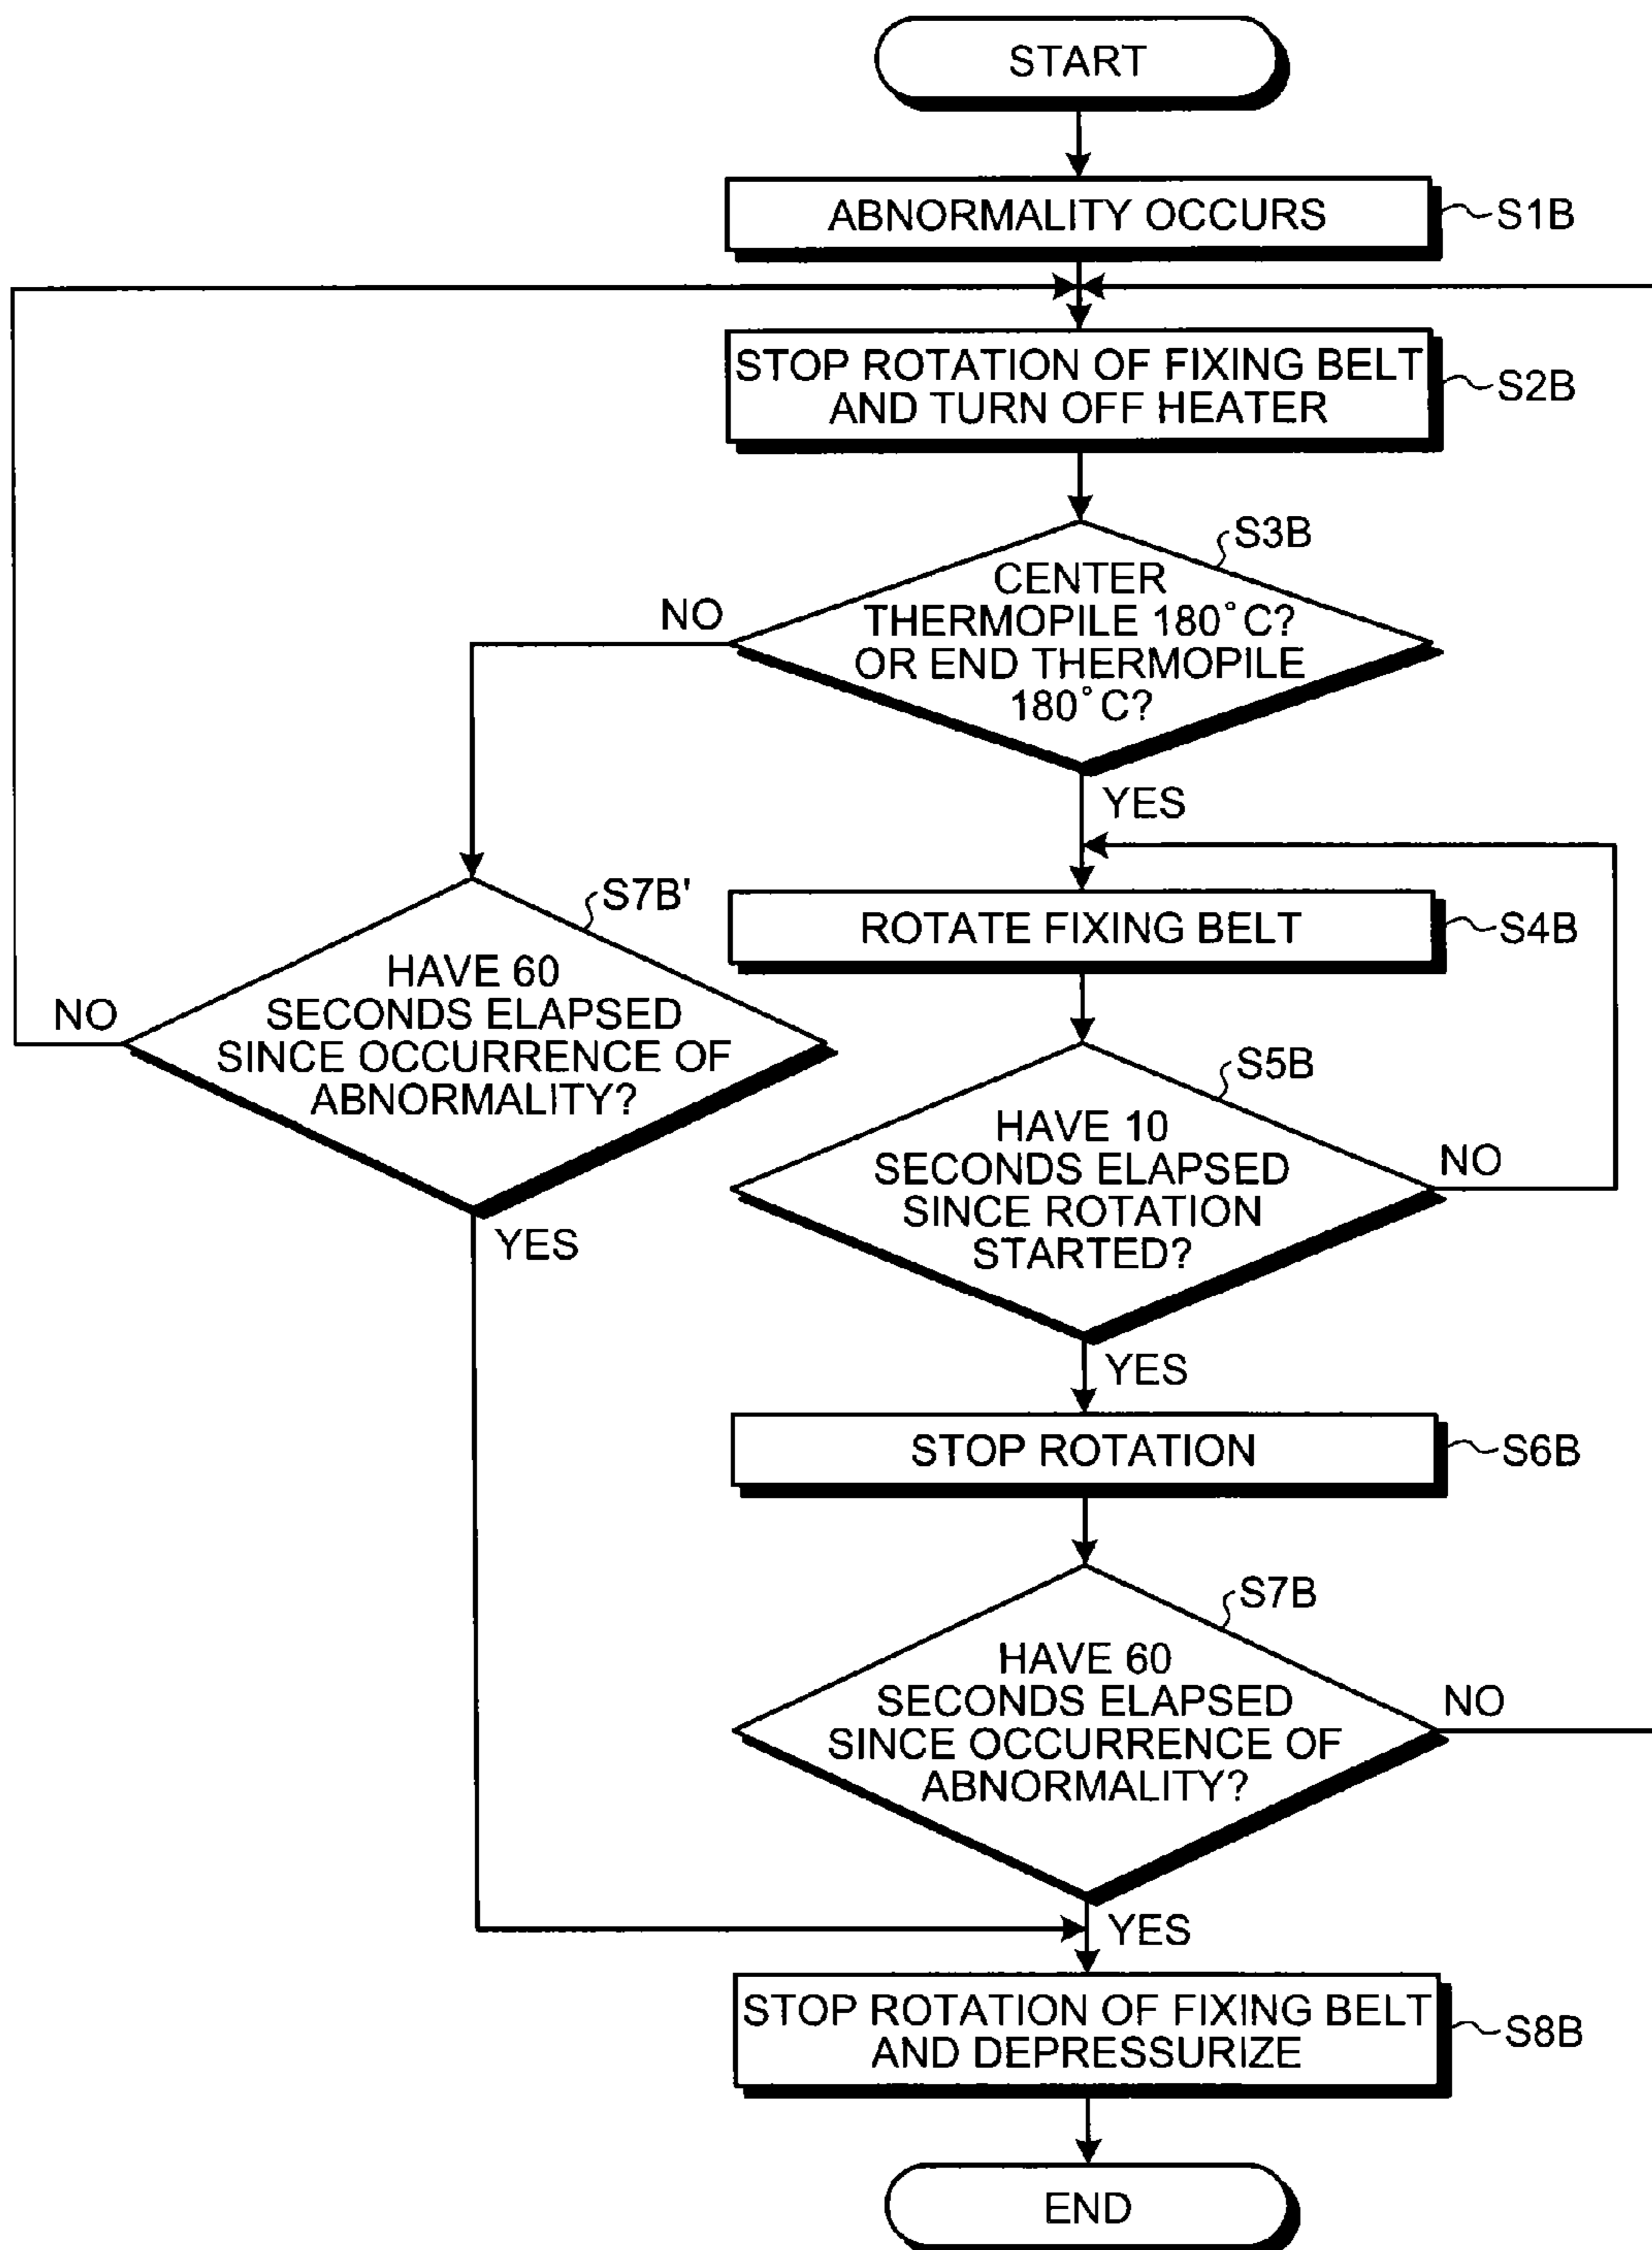 START
ABNORMALITY OCCURS
S1B
STOP ROTATION OF FIXING BELT
AND TURN OFF HEATER
S2B
S3B
CENTER
THERMOPILE 180°C?
OR END THERMOPILE
180°C?
NO
YES
S7B'
HAVE 60
SECONDS ELAPSED
SINCE OCCURRENCE OF
ABNORMALITY?
NO
YES
ROTATE FIXING BELT
S4B
S5B
HAVE 10
SECONDS ELAPSED
SINCE ROTATION
STARTED?
NO
YES
STOP ROTATION
S6B
S7B
HAVE 60
SECONDS ELAPSED
SINCE OCCURRENCE OF
ABNORMALITY?
NO
YES
STOP ROTATION OF FIXING BELT
AND DEPRESSURIZE
S8B
END